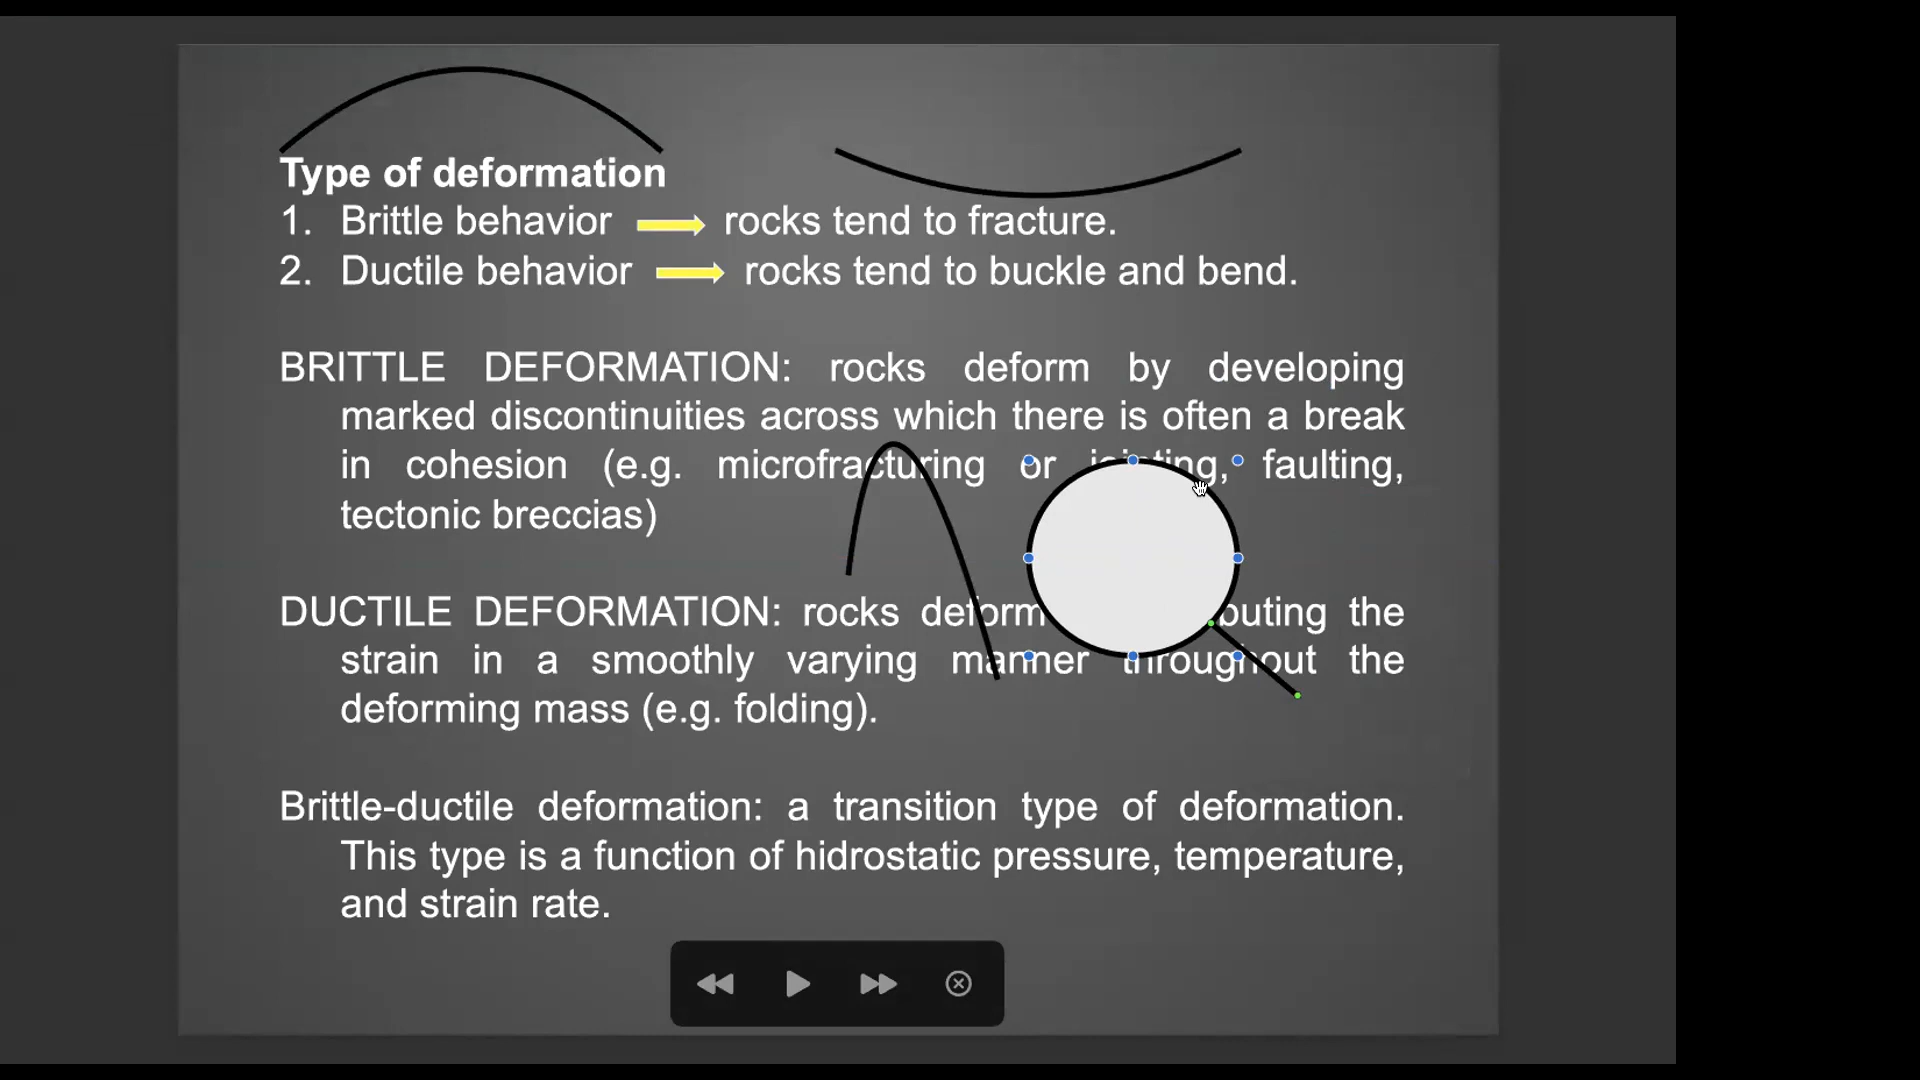 Type of deformation
1. Brittle behavior rocks tend to fracture.
2. Ductile behavior rocks tend to buckle and bend.
BRITTLE DEFORMATION: rocks deform by developing
marked discontinuities across which there is often a break
in cohesion (e.g. microfracturing or jointing, faulting,
tectonic breccias)
DUCTILE DEFORMATION: rocks deform the
strain in a smoothly varying manner throughout the
deforming mass (e.g. folding).
Brittle-ductile deformation: a transition type of deformation.
This type is a function of hidrostatic pressure, temperature,
and strain rate.